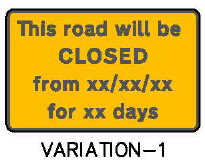 This road will be
CLOSED
from xx/xx/xx
for xx days
VARIATION-1